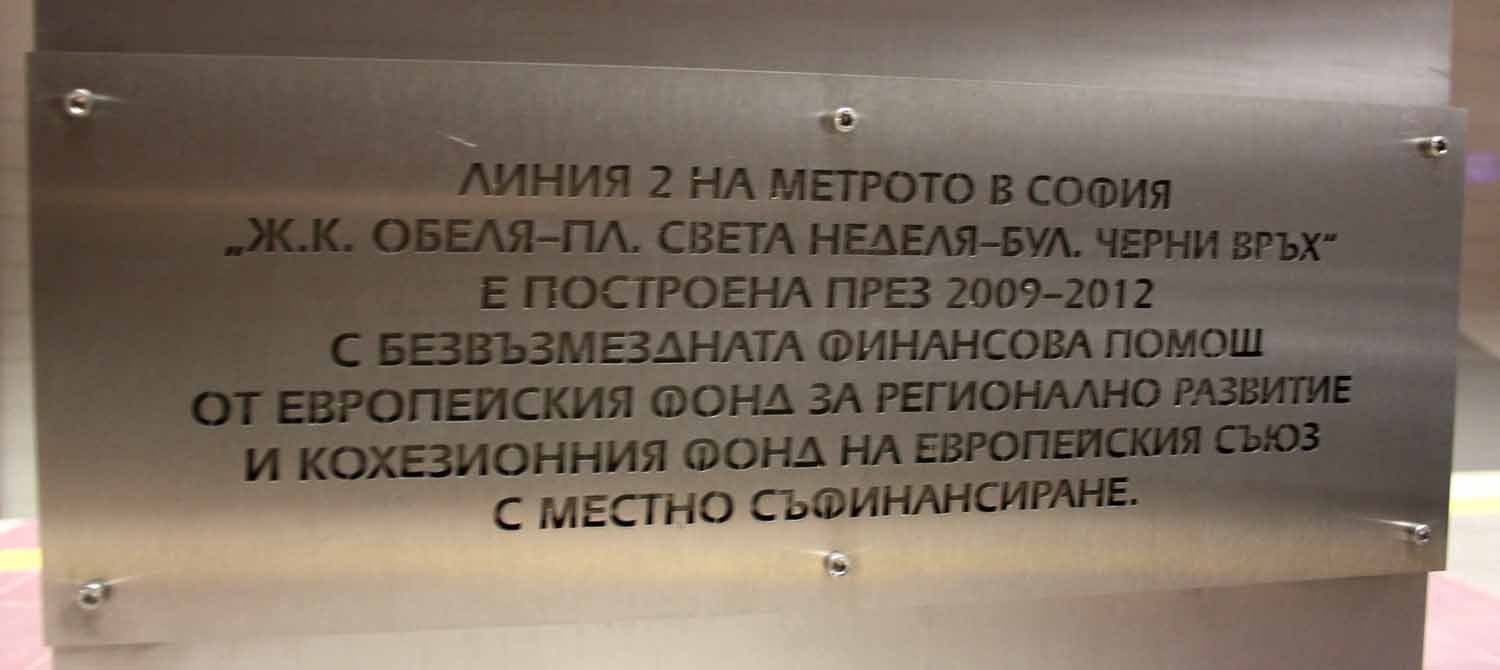 ЛИНИЯ 2 НА МЕТРОТО В СОФИЯ
„Ж.К. ОБЕЛЯ–ПЛ. СВЕТА НЕДЕЛЯ–БУЛ. ЧЕРНИ ВРЪХ“
Е ПОСТРОЕНА ПРЕЗ 2009–2012
С БЕЗВЪЗМЕЗДНАТА ФИНАНСОВА ПОМОЩ
ОТ ЕВРОПЕЙСКИЯ ФОНД ЗА РЕГИОНАЛНО РАЗВИТИЕ
И КОХЕЗИОННИЯ ФОНД НА ЕВРОПЕЙСКИЯ СЪЮЗ
С МЕСТНО СЪФИНАНСИРАНЕ.